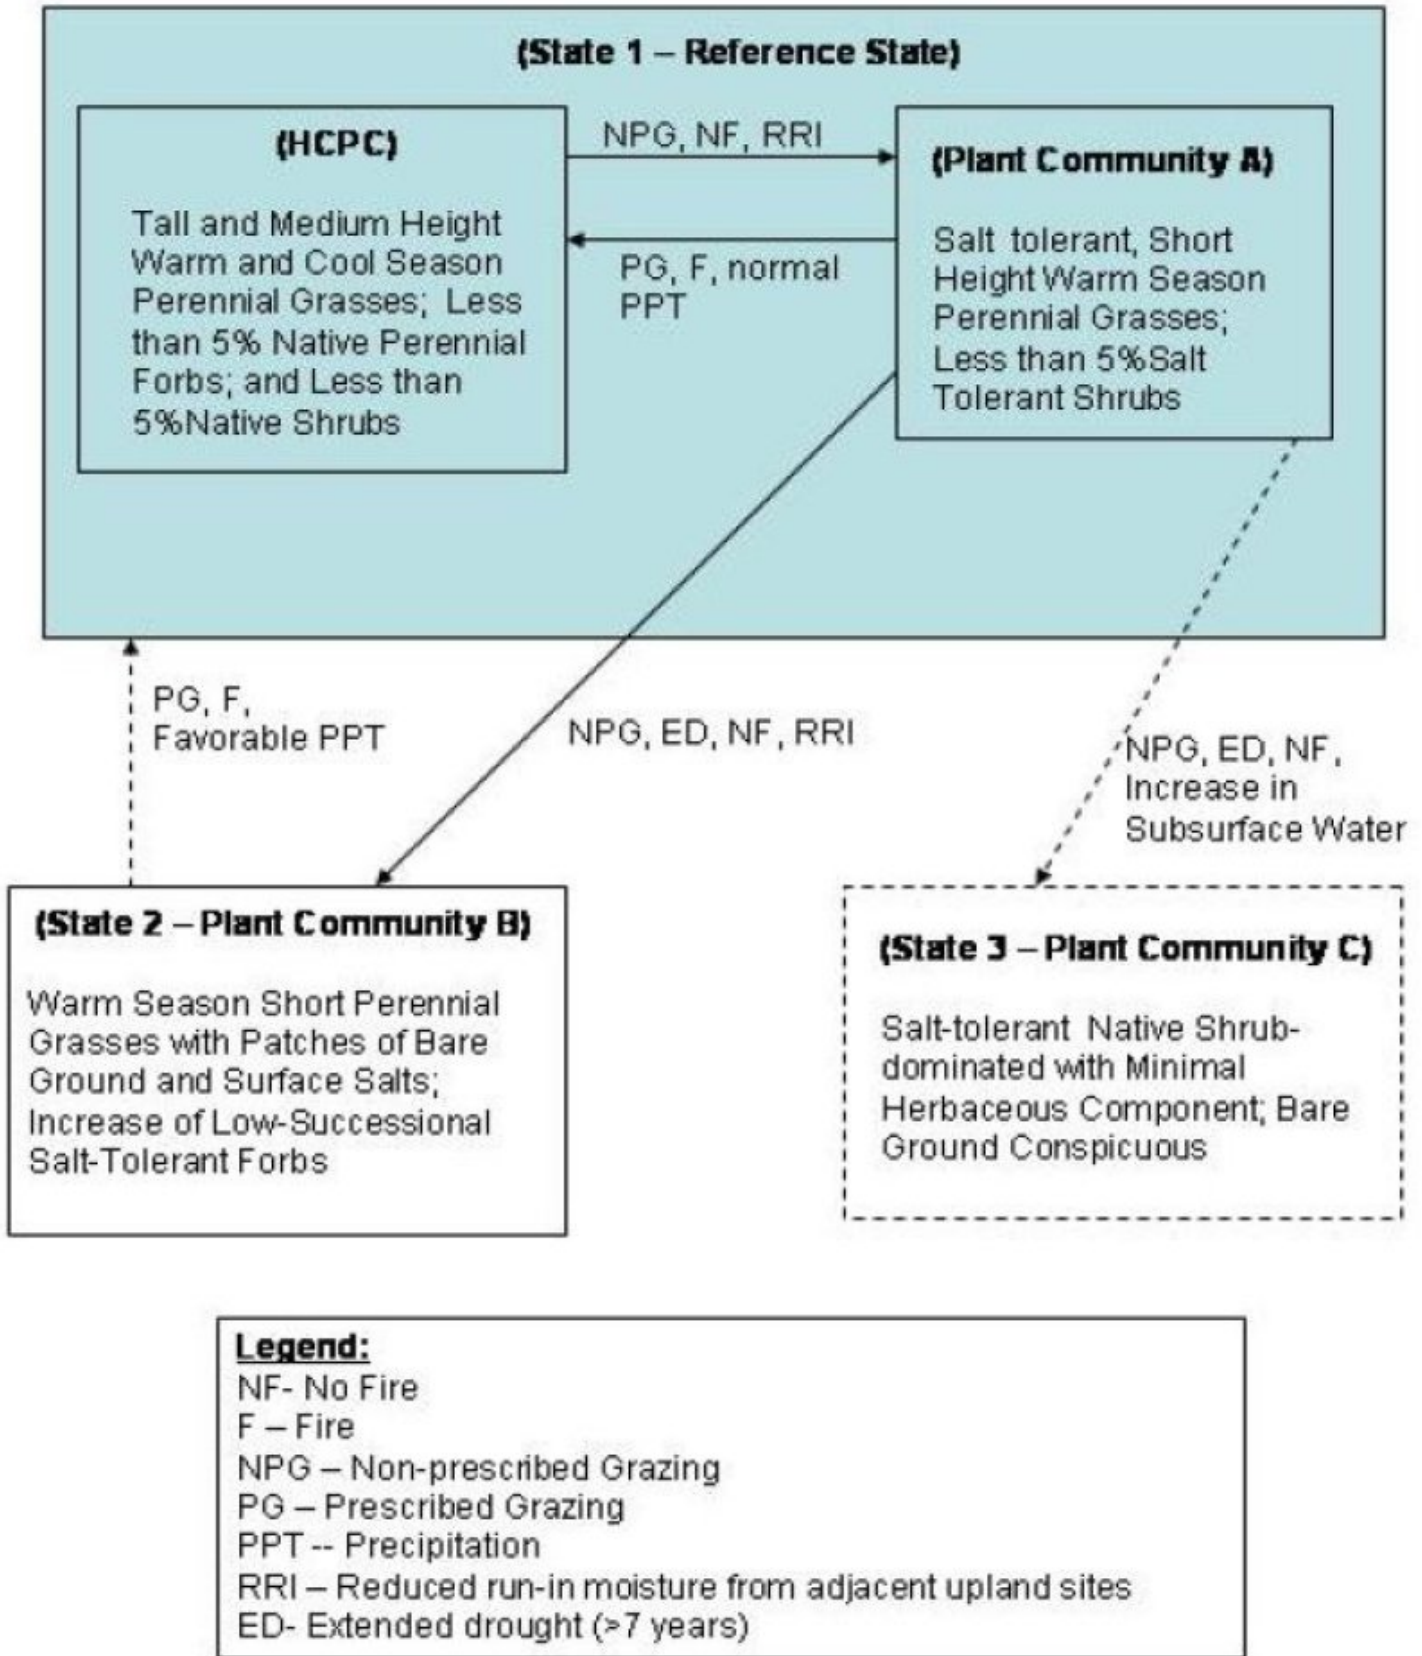 (State 1 – Reference State)
(HCPC)
Tall and Medium Height
Warm and Cool Season
Perennial Grasses; Less
than 5% Native Perennial
Forbs; and Less than
5%Native Shrubs
NPG, NF, RRI
PG, F, normal
PPT
(Plant Community A)
Salt tolerant, Short
Height Warm Season
Perennial Grasses;
Less than 5%Salt
Tolerant Shrubs
PG, F,
Favorable PPT
NPG, ED, NF, RRI
NPG, ED, NF,
Increase in
Subsurface Water
(State 2 – Plant Community B)
Warm Season Short Perennial
Grasses with Patches of Bare
Ground and Surface Salts;
Increase of Low-Successional
Salt-Tolerant Forbs
(State 3 – Plant Community C)
Salt-tolerant Native Shrub-
dominated with Minimal
Herbaceous Component; Bare
Ground Conspicuous
Legend:
NF- No Fire
F – Fire
NPG – Non-prescribed Grazing
PG – Prescribed Grazing
PPT -- Precipitation
RRI – Reduced run-in moisture from adjacent upland sites
ED- Extended drought (>7 years)